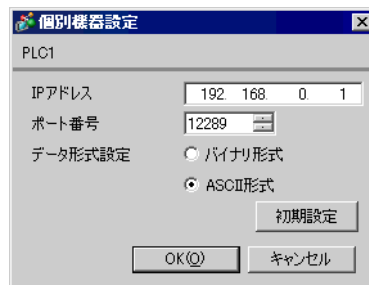 個別機器設定
PLC1
IPアドレス 192. 168. 0. 1
ポート番号 12289
データ形式設定 バイナリ形式
ASCII形式
初期設定
OK(O) キャンセル